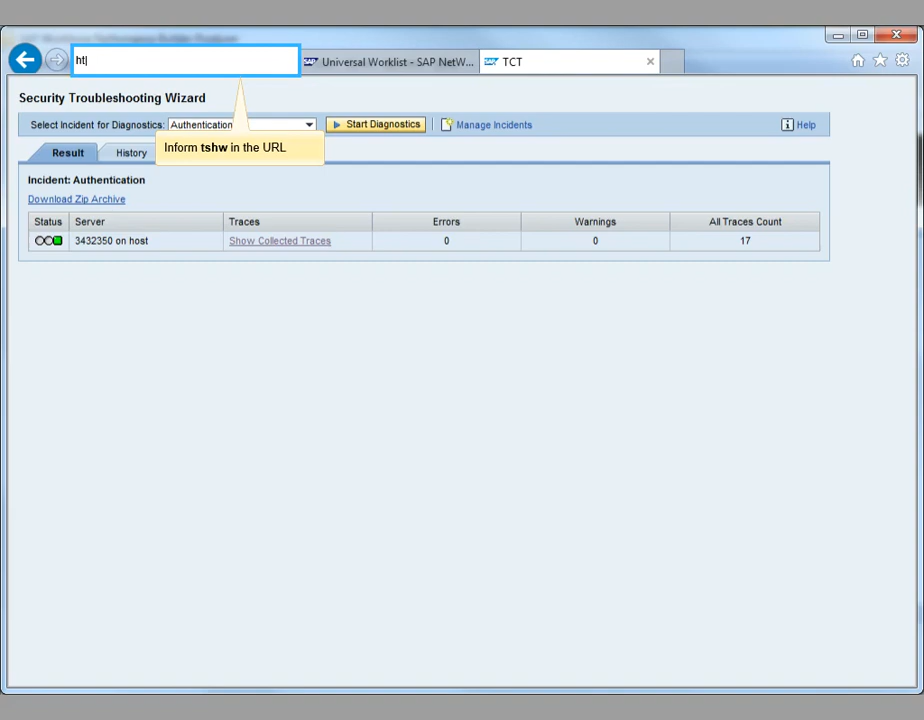 ht
SAP Universal Worklist - SAP NetW...
SAP TCT
Security Troubleshooting Wizard
Select Incident for Diagnostics: Authentication Start Diagnostics Manage Incidents Help
Inform tshw in the URL
Result History
Incident: Authentication
Download Zip Archive
Status Server Traces Errors Warnings All Traces Count
3432350 on host Show Collected Traces 0 0 17